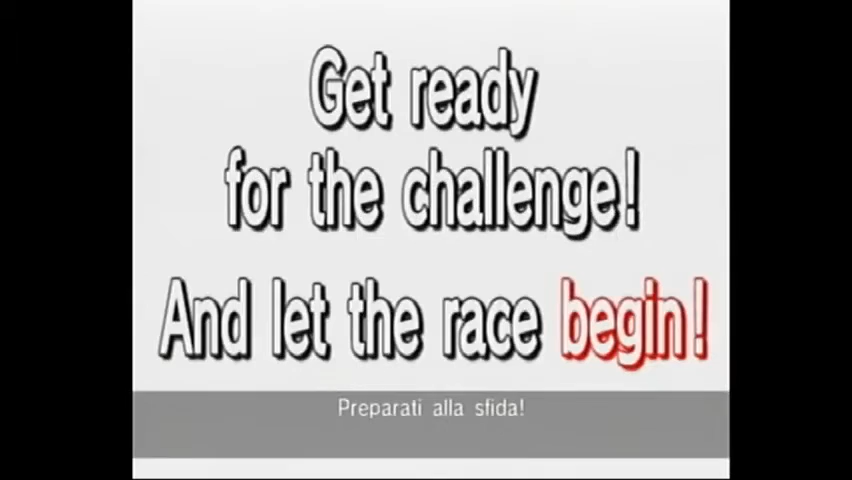 Get ready
for the challenge!
And let the race begin!
Preparati alla sfida!